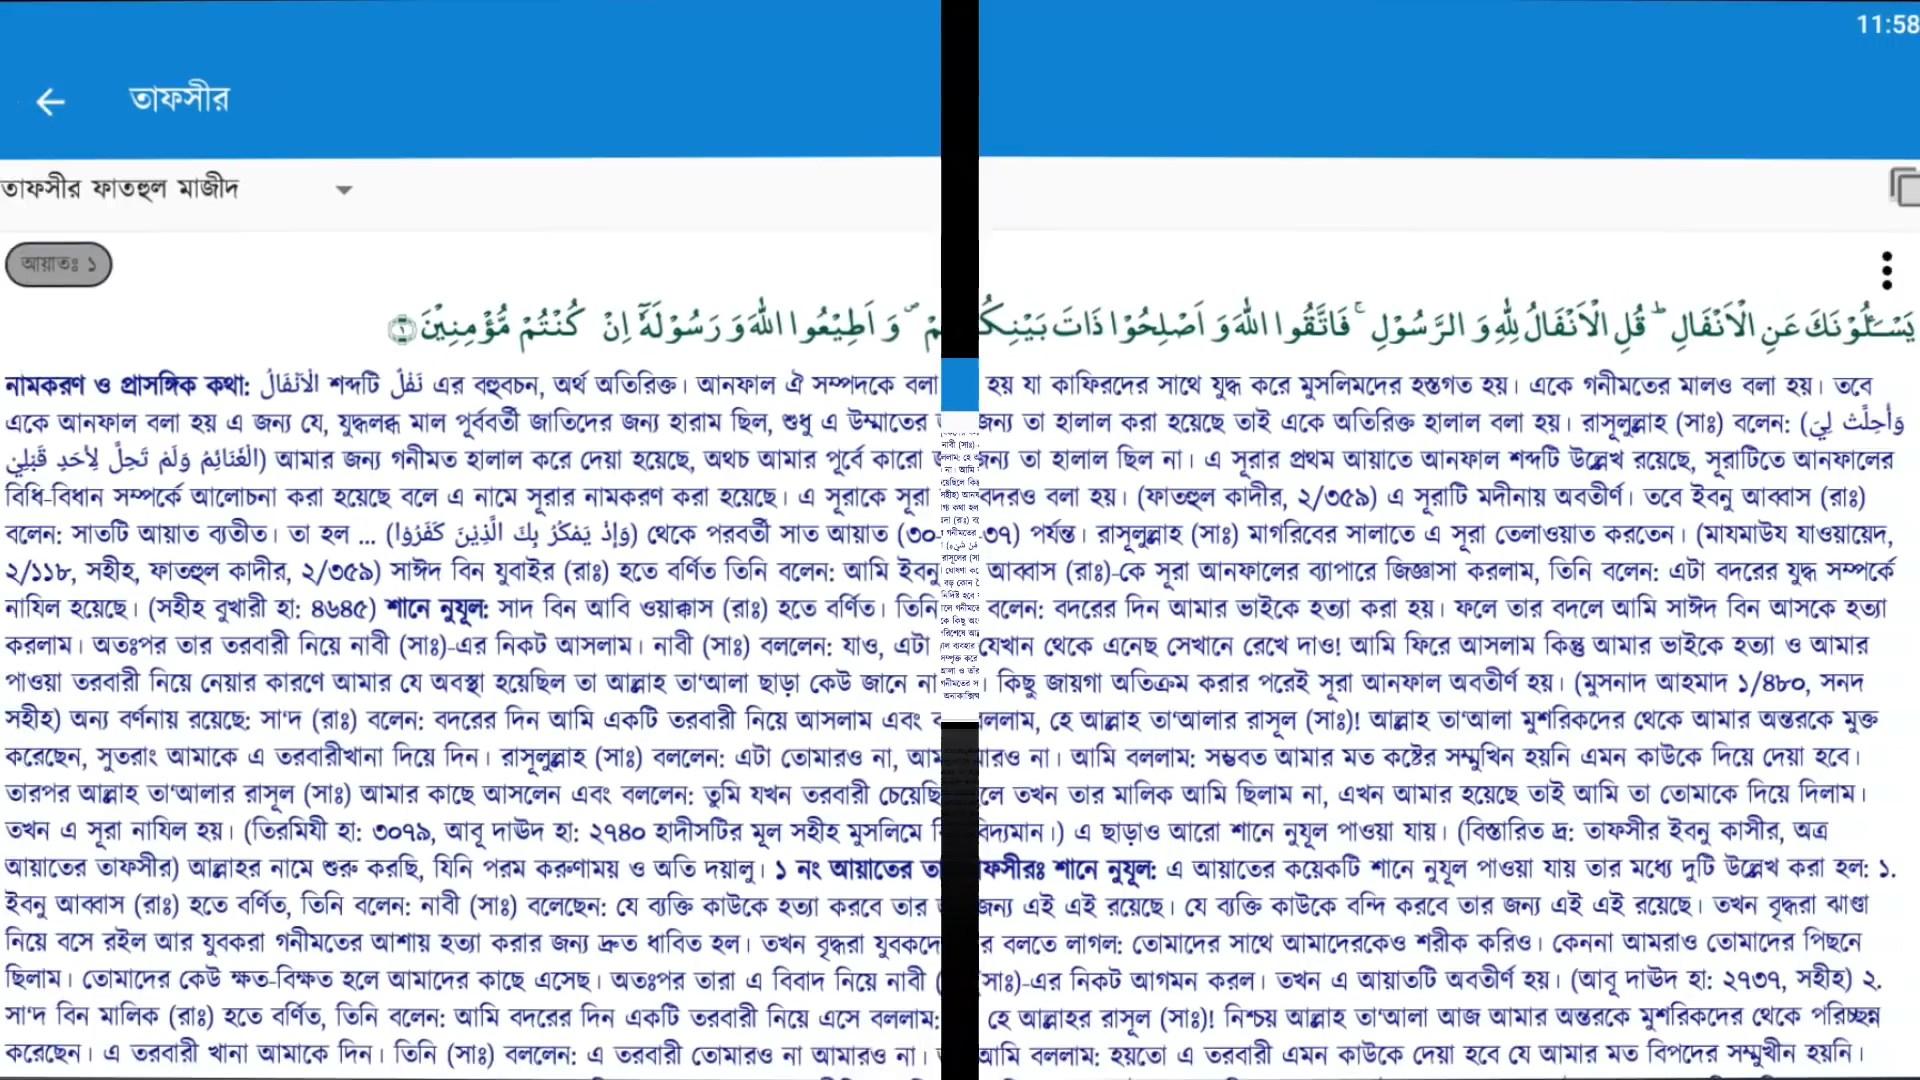 11:58
তাফসীর
তাফসীর ফাতহুল মাজীদ
আয়াতঃ ১
يَسْـَٔلُوْنَكَ عَنِ الْاَنْفَالِ ؕ قُلِ الْاَنْفَالُ لِلّٰهِ وَ الرَّسُوْلِ ۚ فَاتَّقُوا اللّٰهَ وَ اَصْلِحُوْا ذَاتَ بَيْنِكُمْ ۪ وَ اَطِيْعُوا اللّٰهَ وَ رَسُوْلَهٗۤ اِنْ كُنْتُمْ مُّؤْمِنِيْنَ ۱
নামকরণ ও প্রাসঙ্গিক কথা: الْأَنْفَالُ শব্দটি نَفْلٌ এর বহুবচন, অর্থ অতিরিক্ত। আনফাল ঐ সম্পদকে বলা হয় যা কাফিরদের সাথে যুদ্ধ করে মুসলিমদের হস্তগত হয়। একে গনীমতের মালও বলা হয়। তবে
একে আনফাল বলা হয় এ জন্য যে, যুদ্ধলব্ধ মাল পূর্ববর্তী জাতিদের জন্য হারাম ছিল, শুধু এ উম্মাতের জন্য তা হালাল করা হয়েছে তাই একে অতিরিক্ত হালাল বলা হয়। রাসূলুল্লাহ (সাঃ) বলেন: (وَأُحِلَّتْ لِيَ
الْغَنَائِمُ وَلَمْ تَحِلَّ لِأَحَدٍ قَبْلِيْ) আমার জন্য গনীমত হালাল করে দেয়া হয়েছে, অথচ আমার পূর্বে কারো জন্য তা হালাল ছিল না। এ সূরার প্রথম আয়াতে আনফাল শব্দটি উল্লেখ রয়েছে, সূরাটিতে আনফালের
বিধি-বিধান সম্পর্কে আলোচনা করা হয়েছে বলে এ নামে সূরার নামকরণ করা হয়েছে। এ সূরাকে সূরা বদরও বলা হয়। (ফাতহুল কাদীর, ২/৩৫৯) এ সূরাটি মদীনায় অবতীর্ণ। তবে ইবনু আব্বাস (রাঃ)
বলেন: সাতটি আয়াত ব্যতীত। তা হল ... (وَإِذْ يَمْكُرُ بِكَ الَّذِيْنَ كَفَرُوْا) থেকে পরবর্তী সাত আয়াত (৩০-৩৭) পর্যন্ত। রাসূলুল্লাহ (সাঃ) মাগরিবের সালাতে এ সূরা তেলাওয়াত করতেন। (মাযমাউয যাওয়ায়েদ,
২/১১৮, সহীহ, ফাতহুল কাদীর, ২/৩৫৯) সাঈদ বিন যুবাইর (রাঃ) হতে বর্ণিত তিনি বলেন: আমি ইবনু আব্বাস (রাঃ)-কে সূরা আনফালের ব্যাপারে জিজ্ঞাসা করলাম, তিনি বলেন: এটা বদরের যুদ্ধ সম্পর্কে
নাযিল হয়েছে। (সহীহ বুখারী হা: ৪৬৪৫) শানে নুযূল: সাদ বিন আবি ওয়াক্কাস (রাঃ) হতে বর্ণিত। তিনি বলেন: বদরের দিন আমার ভাইকে হত্যা করা হয়। ফলে তার বদলে আমি সাঈদ বিন আসকে হত্যা
করলাম। অতঃপর তার তরবারী নিয়ে নাবী (সাঃ)-এর নিকট আসলাম। নাবী (সাঃ) বললেন: যাও, এটা যেখান থেকে এনেছ সেখানে রেখে দাও! আমি ফিরে আসলাম কিন্তু আমার ভাইকে হত্যা ও আমার
পাওয়া তরবারী নিয়ে নেয়ার কারণে আমার যে অবস্থা হয়েছিল তা আল্লাহ তা'আলা ছাড়া কেউ জানে না। কিছু জায়গা অতিক্রম করার পরেই সূরা আনফাল অবতীর্ণ হয়। (মুসনাদ আহমাদ ১/৪৮০, সনদ
সহীহ) অন্য বর্ণনায় রয়েছে: সা'দ (রাঃ) বলেন: বদরের দিন আমি একটি তরবারী নিয়ে আসলাম এবং বললাম, হে আল্লাহ তা'আলার রাসূল (সাঃ)! আল্লাহ তা'আলা মুশরিকদের থেকে আমার অন্তরকে মুক্ত
করেছেন, সুতরাং আমাকে এ তরবারীখানা দিয়ে দিন। রাসূলুল্লাহ (সাঃ) বললেন: এটা তোমারও না, আমারও না। আমি বললাম: সম্ভবত আমার মত কষ্টের সম্মুখিন হয়নি এমন কাউকে দিয়ে দেয়া হবে।
তারপর আল্লাহ তা'আলার রাসূল (সাঃ) আমার কাছে আসলেন এবং বললেন: তুমি যখন তরবারী চেয়েছিলে তখন তার মালিক আমি ছিলাম না, এখন আমার হয়েছে তাই আমি তা তোমাকে দিয়ে দিলাম।
তখন এ সূরা নাযিল হয়। (তিরমিযী হা: ৩০৭৯, আবূ দাঊদ হা: ২৭৪০ হাদীসটির মূল সহীহ মুসলিমে বিদ্যমান।) এ ছাড়াও আরো শানে নুযূল পাওয়া যায়। (বিস্তারিত দ্র: তাফসীর ইবনু কাসীর, অত্র
আয়াতের তাফসীর) আল্লাহর নামে শুরু করছি, যিনি পরম করুণাময় ও অতি দয়ালু। ১ নং আয়াতের তাফসীরঃ শানে নুযূল: এ আয়াতের কয়েকটি শানে নুযূল পাওয়া যায় তার মধ্যে দুটি উল্লেখ করা হল: ১.
ইবনু আব্বাস (রাঃ) হতে বর্ণিত, তিনি বলেন: নাবী (সাঃ) বলেছেন: যে ব্যক্তি কাউকে হত্যা করবে তার জন্য এই এই রয়েছে। যে ব্যক্তি কাউকে বন্দি করবে তার জন্য এই এই রয়েছে। তখন বৃদ্ধরা ঝাণ্ডা
নিয়ে বসে রইল আর যুবকরা গনীমতের আশায় হত্যা করার জন্য দ্রুত ধাবিত হল। তখন বৃদ্ধরা যুবকদের বলতে লাগল: তোমাদের সাথে আমাদেরকেও শরীক করিও। কেননা আমরাও তোমাদের পিছনে
ছিলাম। তোমাদের কেউ ক্ষত-বিক্ষত হলে আমাদের কাছে এসেছ। অতঃপর তারা এ বিবাদ নিয়ে নাবী (সাঃ)-এর নিকট আগমন করল। তখন এ আয়াতটি অবতীর্ণ হয়। (আবূ দাঊদ হা: ২৭৩৭, সহীহ) ২.
সা'দ বিন মালিক (রাঃ) হতে বর্ণিত, তিনি বলেন: আমি বদরের দিন একটি তরবারী নিয়ে এসে বললাম: হে আল্লাহর রাসূল (সাঃ)! নিশ্চয় আল্লাহ তা'আলা আজ আমার অন্তরকে মুশরিকদের থেকে পরিচ্ছন্ন
করেছেন। এ তরবারী খানা আমাকে দিন। তিনি (সাঃ) বললেন: এ তরবারী তোমারও না আমারও না। আমি বললাম: হয়তো এ তরবারী এমন কাউকে দেয়া হবে যে আমার মত বিপদের সম্মুখীন হয়নি।